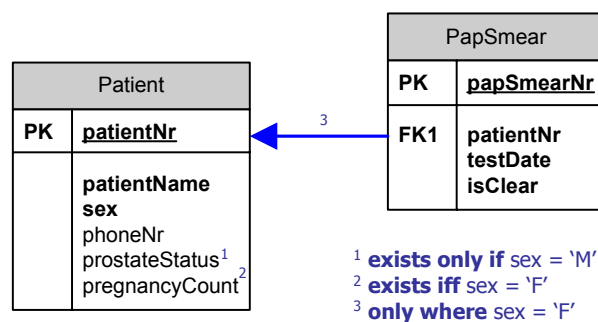 PapSmear
PK papSmearNr
FK1 patientNr
testDate
isClear
Patient
PK patientNr
patientName
sex
phoneNr
prostateStatus¹
pregnancyCount²
3
¹ exists only if sex = ‘M’
² exists iff sex = ‘F’
³ only where sex = ‘F’